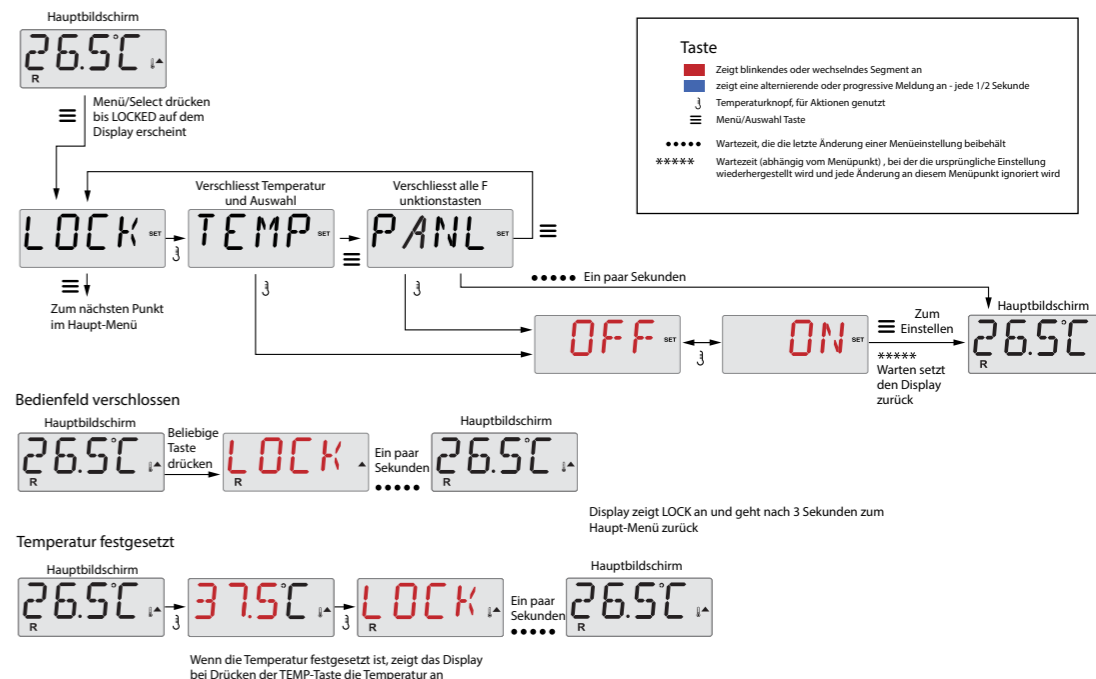 Hauptbildschirm
26.5°C
R
Menü/Select drücken
bis LOCKED auf dem
Display erscheint
Taste
Zeigt blinkendes oder wechselndes Segment an
zeigt eine alternierende oder progressive Meldung an - jede 1/2 Sekunde
Temperaturknopf, für Aktionen genutzt
Menü/Auswahl Taste
••••• Wartezeit, die die letzte Änderung einer Menüeinstellung beibehält
***** Wartezeit (abhängig vom Menüpunkt) , bei der die ursprüngliche Einstellung
wiederhergestellt wird und jede Änderung an diesem Menüpunkt ignoriert wird
Verschliesst Temperatur
und Auswahl
Verschliesst alle F
unktionstasten
LOCK SET
TEMP SET
PANL SET
Zum nächsten Punkt
im Haupt-Menü
••••• Ein paar Sekunden
OFF SET
ON SET
Zum
Einstellen
*****
Warten setzt
den Display
zurück
Hauptbildschirm
26.5°C
R
Bedienfeld verschlossen
Hauptbildschirm
26.5°C
R
Beliebige
Taste
drücken
LOCK
R
Ein paar
Sekunden
•••••
Hauptbildschirm
26.5°C
R
Display zeigt LOCK an und geht nach 3 Sekunden zum
Haupt-Menü zurück
Temperatur festgesetzt
Hauptbildschirm
26.5°C
R
37.5°C
LOCK
R
Ein paar
Sekunden
•••••
Hauptbildschirm
26.5°C
R
Wenn die Temperatur festgesetzt ist, zeigt das Display
bei Drücken der TEMP-Taste die Temperatur an